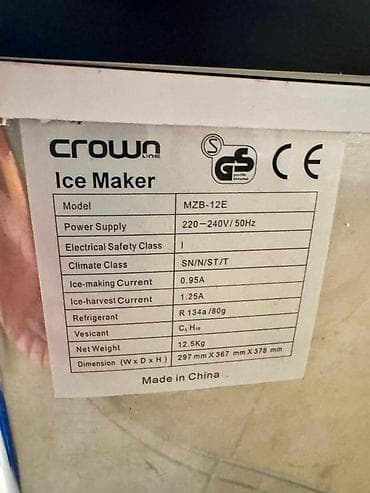 crown
LINE
S GS CE
Ice Maker
Model MZB-12E
Power Supply 220-240V/ 50Hz
Electrical Safety Class I
Climate Class SN/N/ST/T
Ice-making Current 0.95A
Ice-harvest Current 1.25A
Refrigerant R 134a /80g
Vesicant C₅ H₁₀
Net Weight 12.5Kg
Dimension (W x D x H) 297 mm X 367 mm X 378 mm
Made in China